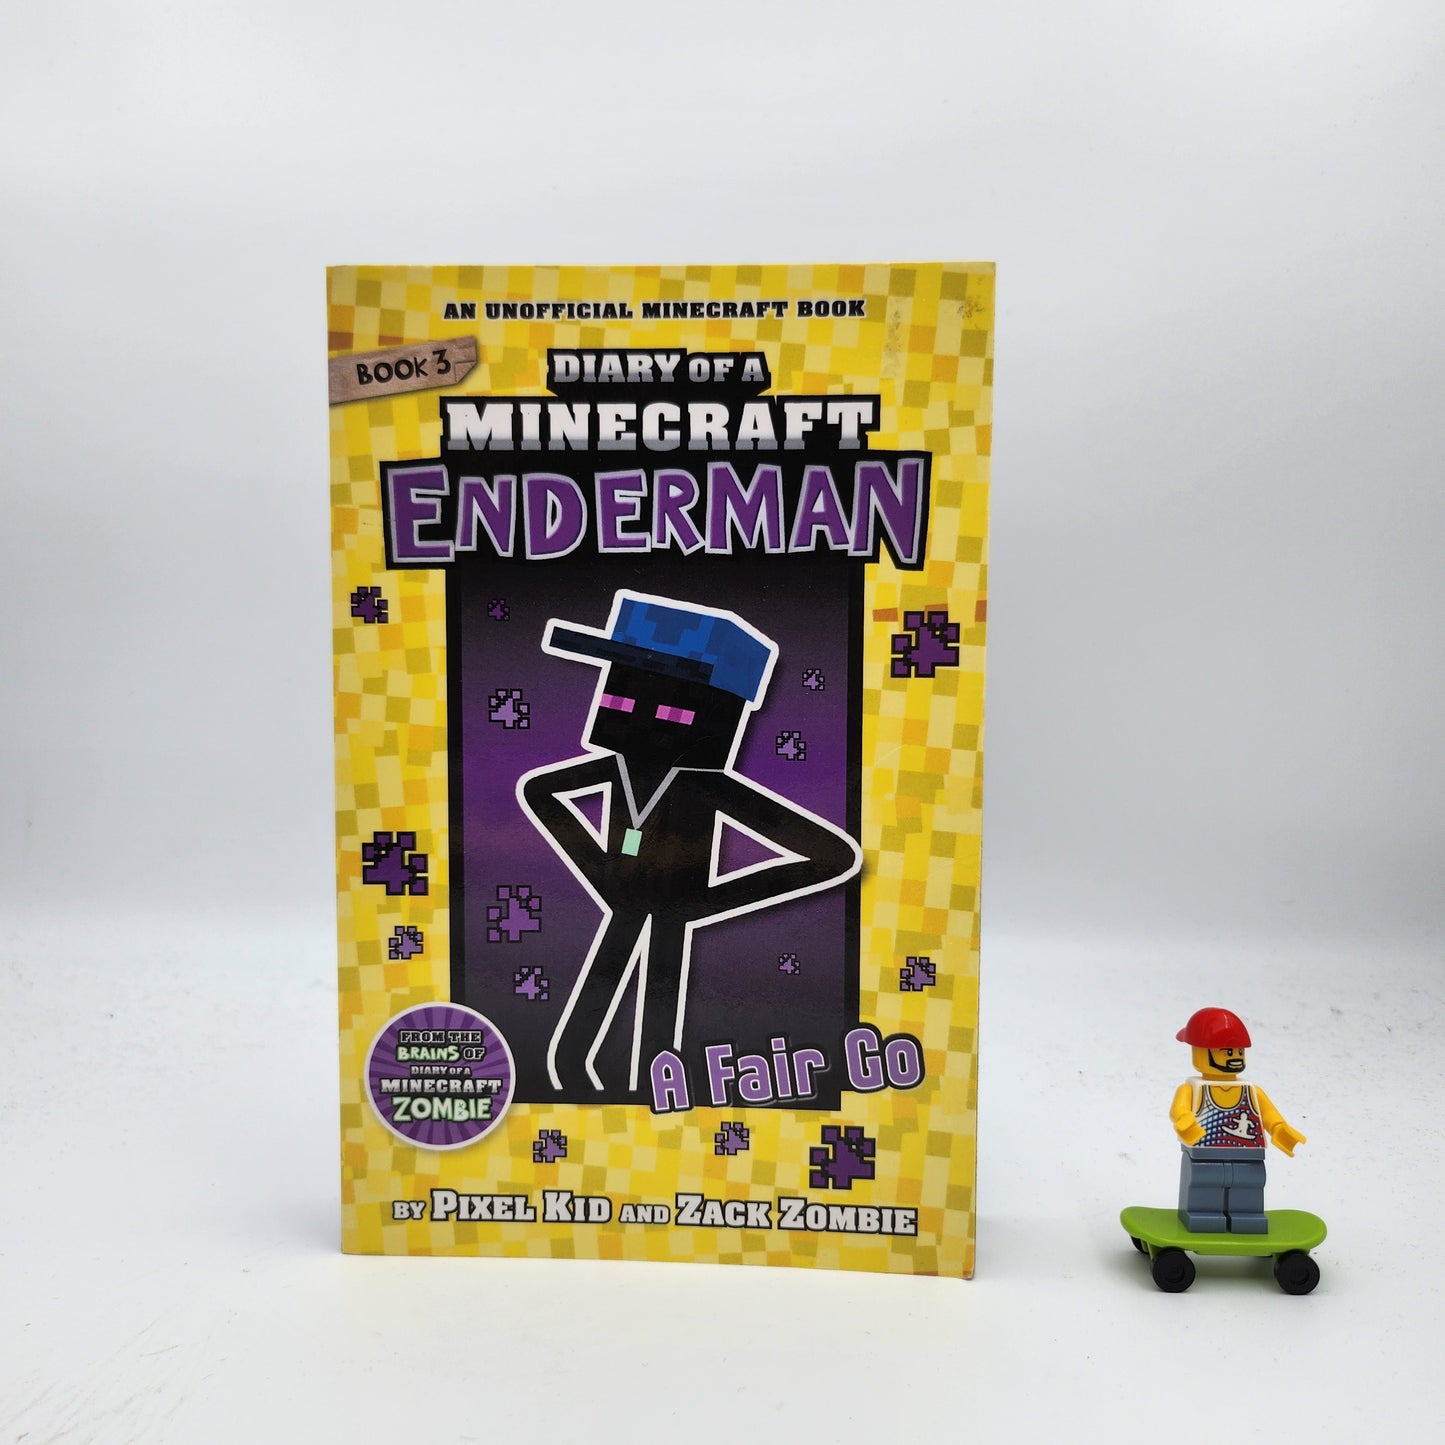 AN UNOFFICIAL MINECRAFT BOOK
BOOK 3
DIARY OF A
MINECRAFT
ENDERMAN
FROM THE
BRAINS OF
DIARY OF A
MINECRAFT
ZOMBIE
A Fair Go
BY PIXEL KID AND ZACK ZOMBIE